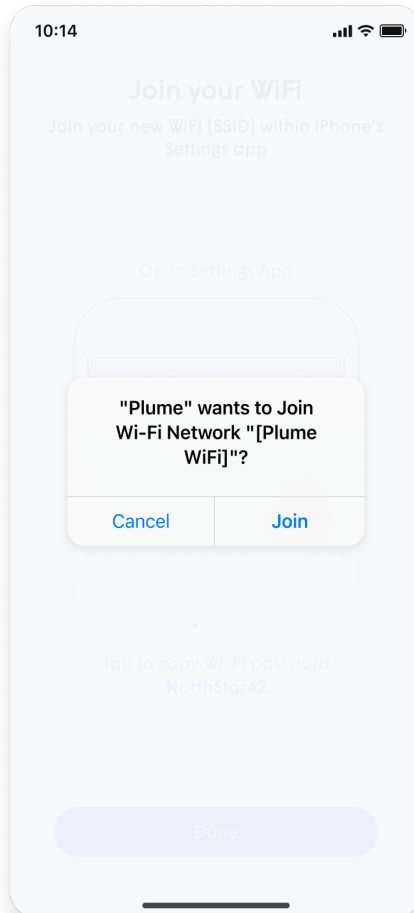 10:14
Join your WiFi
Join your new WiFi [SSID] within iPhone's
Settings app
Open Settings App
"Plume" wants to Join
Wi-Fi Network "[Plume
WiFi]"?
Cancel
Join
Tap to copy Wi-Fi password
NorthStar42
Done